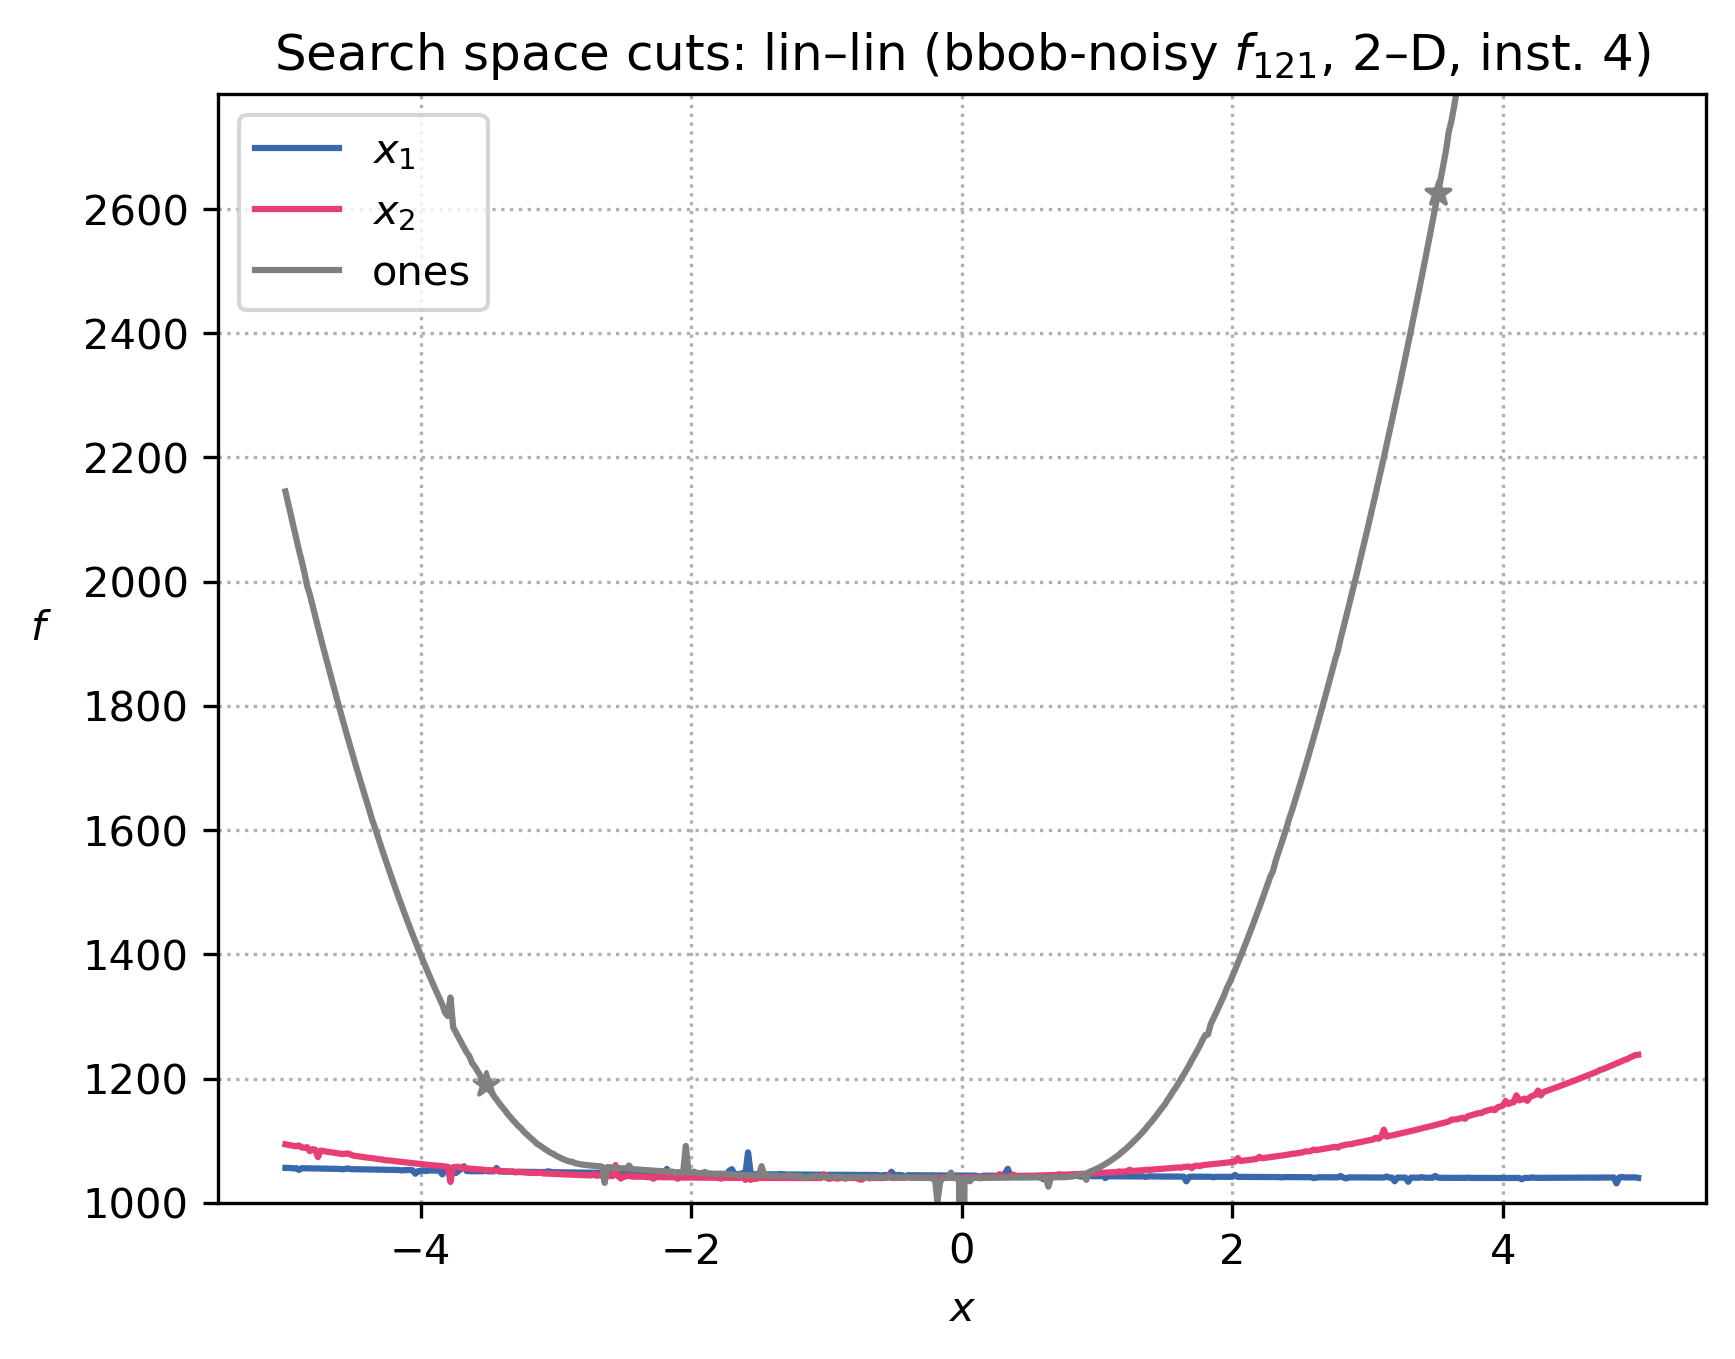 Search space cuts: lin–lin (bbob-noisy f₁₂₁, 2–D, inst. 4)
x₁
x₂
ones
2600
2400
2200
2000
1800
1600
1400
1200
1000
f
−4
−2
0
2
4
x